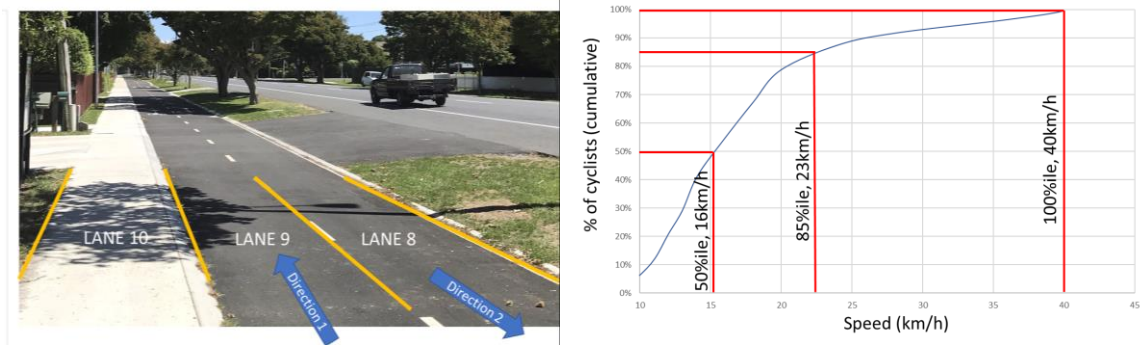 LANE 10
LANE 9
LANE 8
Direction 1
Direction 2
% of cyclists (cumulative)
100%
90%
80%
70%
60%
50%
40%
30%
20%
10%
0%
50%ile, 16km/h
85%ile, 23km/h
100%ile, 40km/h
10 15 20 25 30 35 40 45
Speed (km/h)